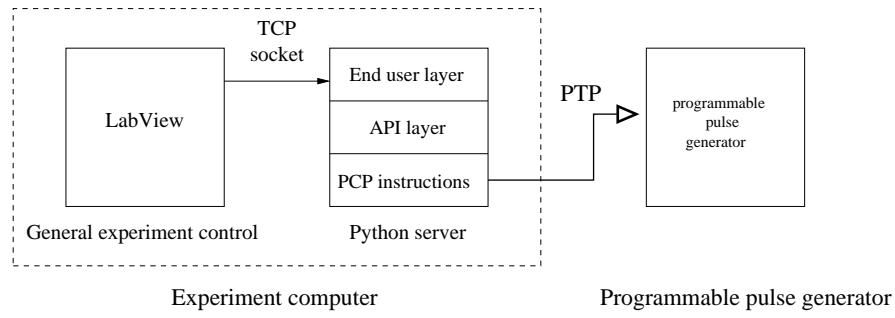 TCP
socket
LabView
End user layer
API layer
PCP instructions
PTP
programmable
pulse
generator
General experiment control
Python server
Experiment computer
Programmable pulse generator